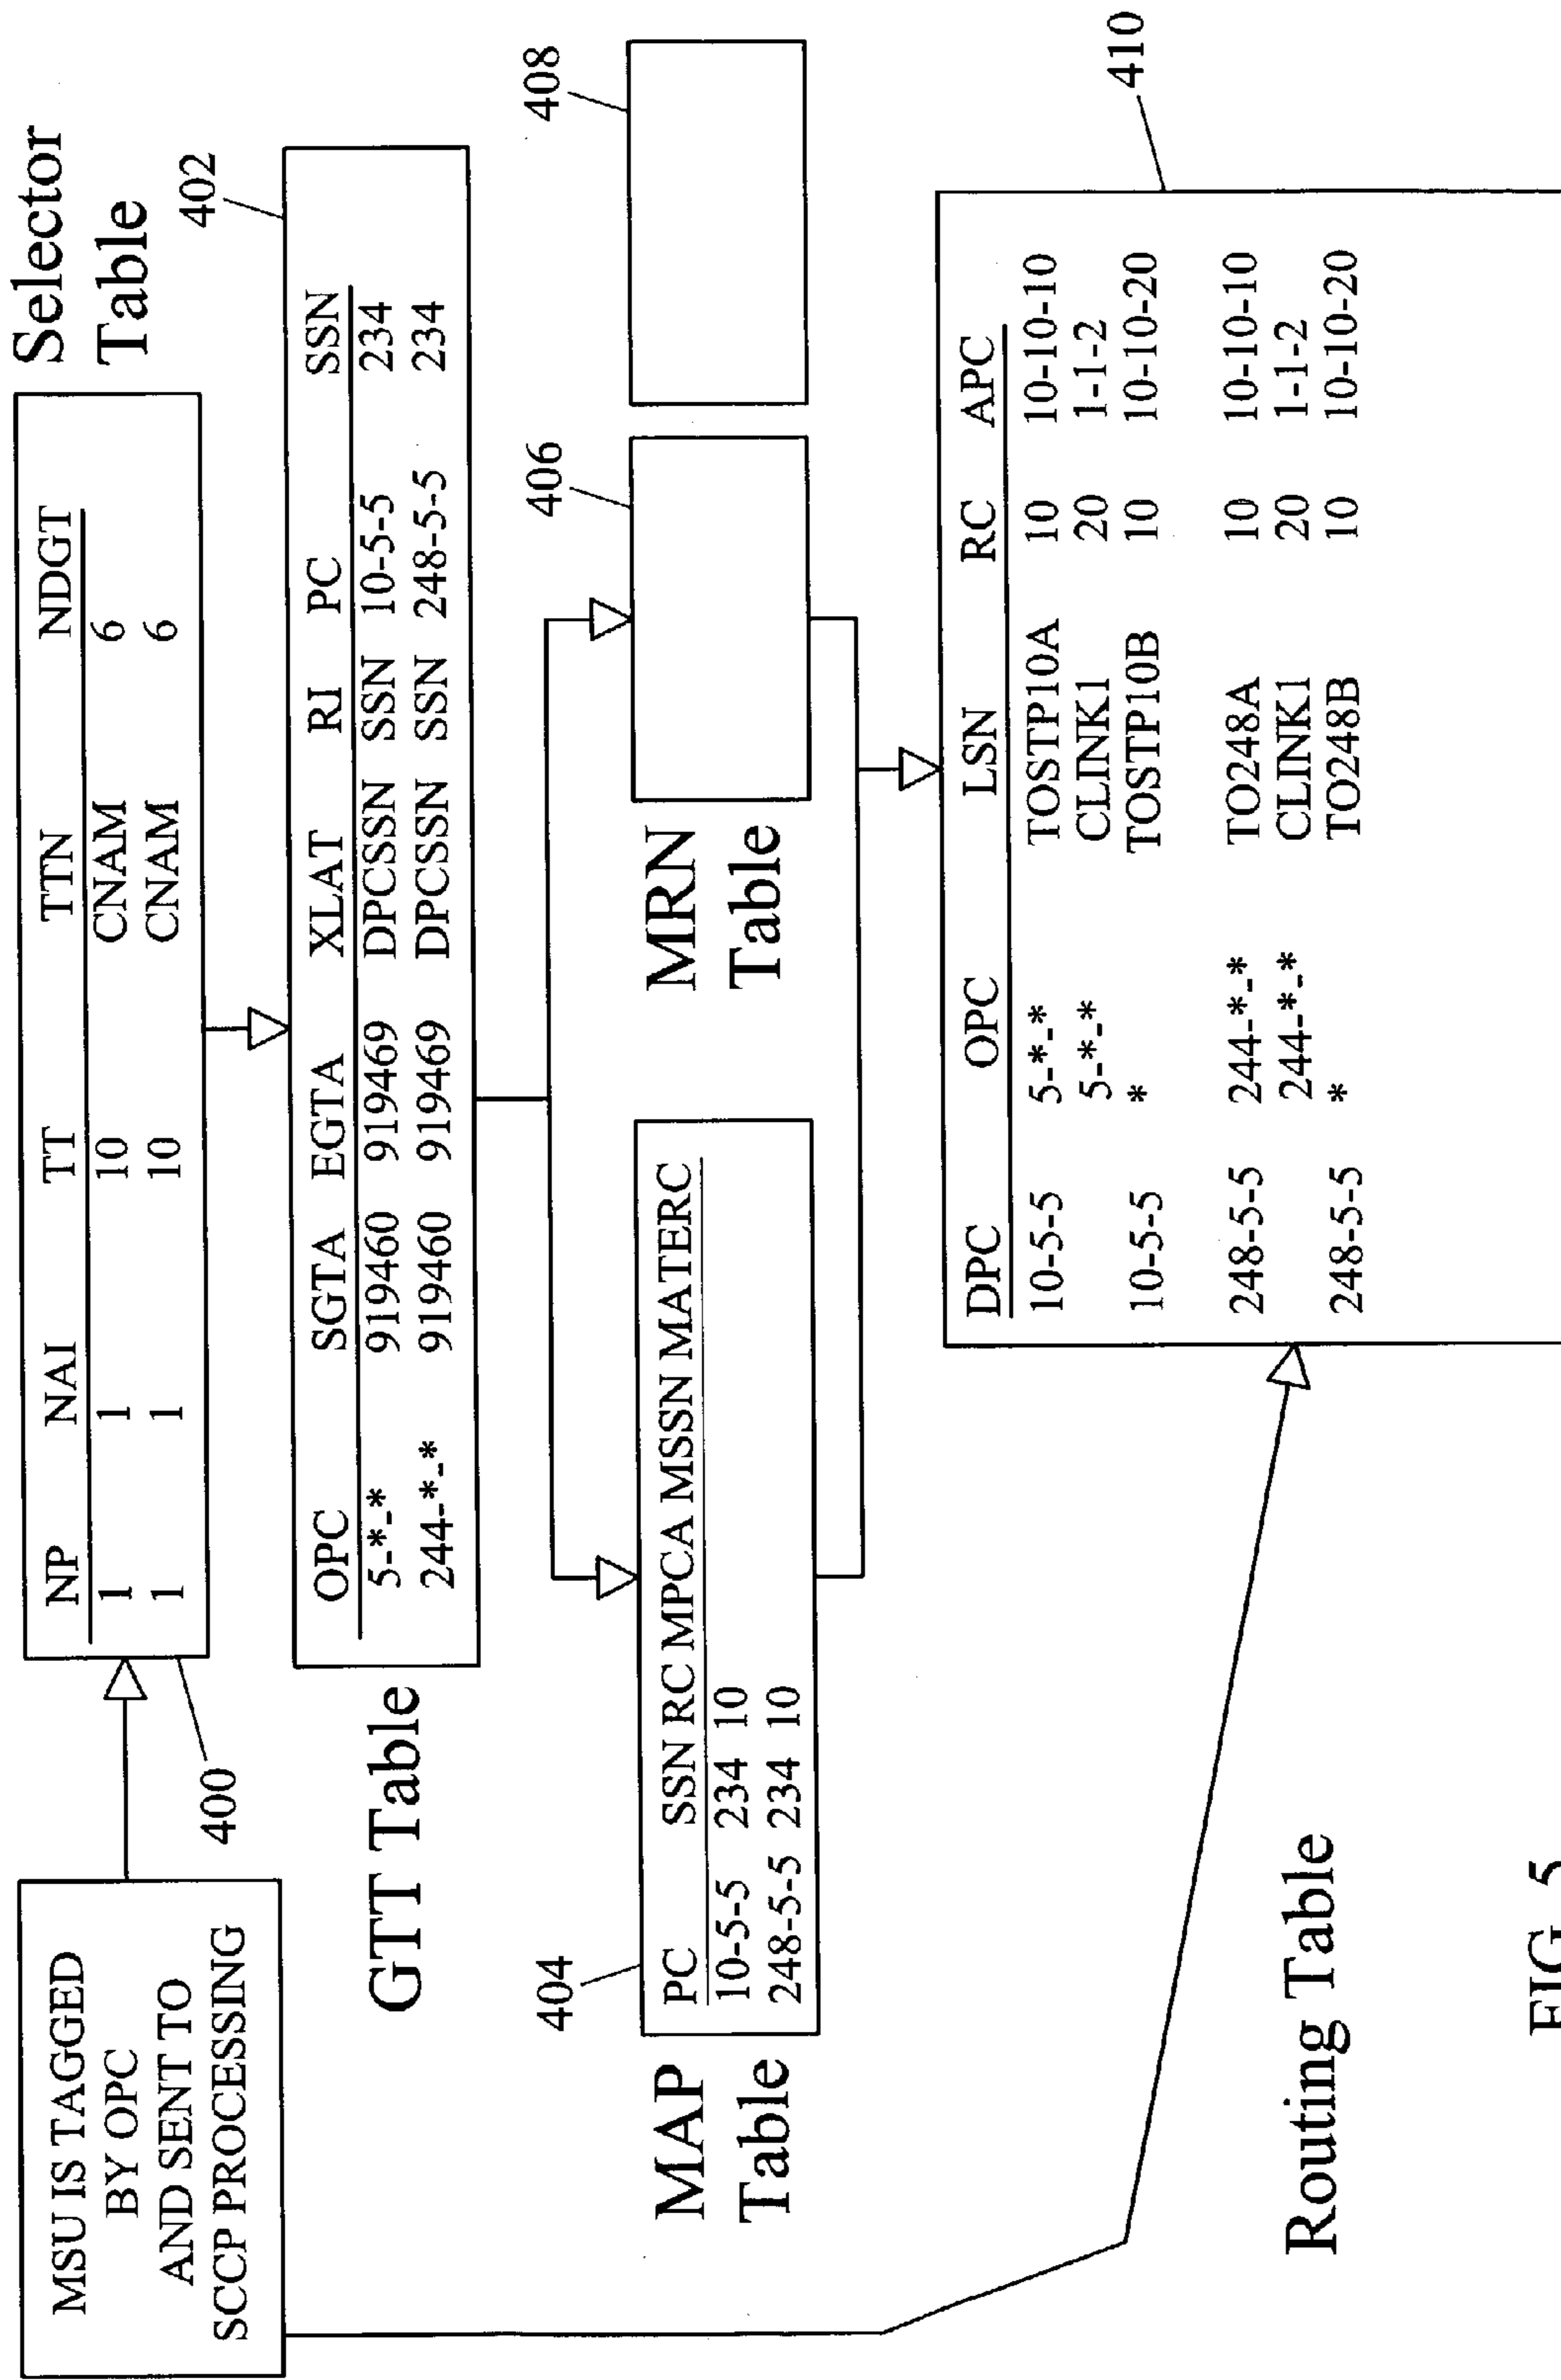 MSU IS TAGGED
BY OPC
AND SENT TO
SCCP PROCESSING
400
Selector
Table
NP NAI TT TTN NDGT
1 1 10 CNAM 6
1 1 10 CNAM 6
402
GTT Table
OPC SGTA EGTA XLAT RI PC SSN
5-*-* 919460 919469 DPCSSN SSN 10-5-5 234
244-*-* 919460 919469 DPCSSN SSN 248-5-5 234
404
MAP
Table
PC SSN RC MPCA MSSN MATERC
10-5-5 234 10
248-5-5 234 10
MRN
Table
406
408
410
Routing Table
DPC OPC LSN RC APC
10-5-5 5-*-* TOSTP10A 10 10-10-10
5-*-* CLINK1 20 1-1-2
10-5-5 * TOSTP10B 10 10-10-20
248-5-5 244-*-* TO248A 10 10-10-10
244-*-* CLINK1 20 1-1-2
248-5-5 * TO248B 10 10-10-20
FIG. 5